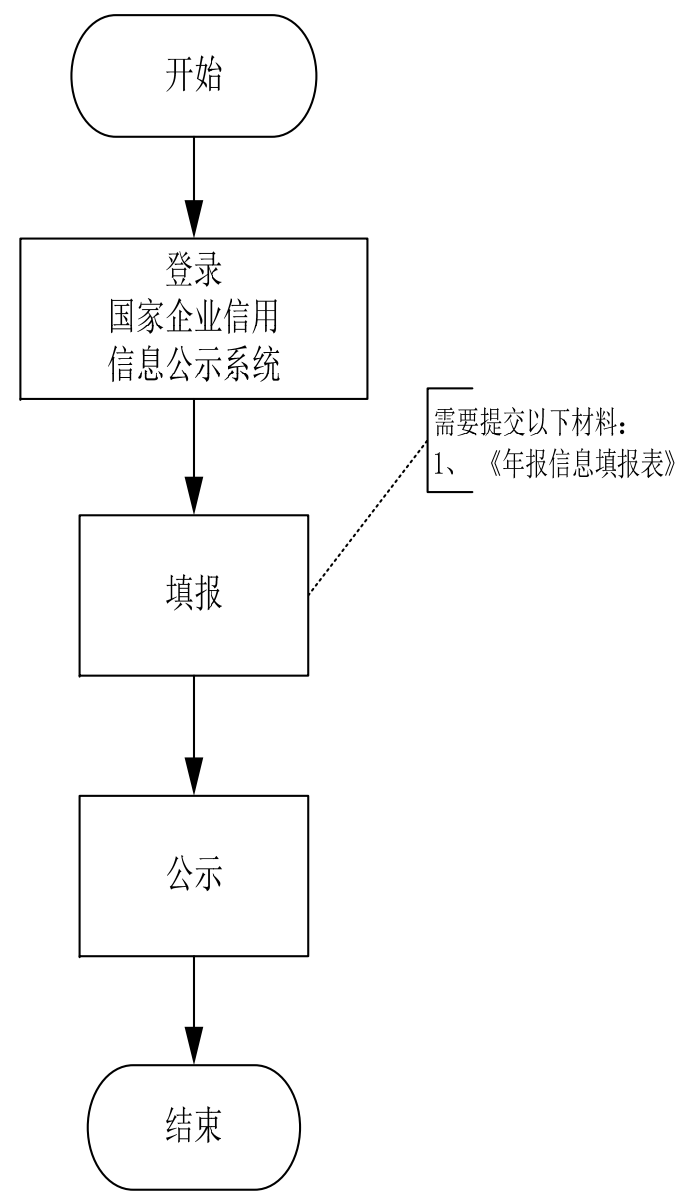 开始
登录
国家企业信用
信息公示系统
需要提交以下材料：
1、 《年报信息填报表》
填报
公示
结束